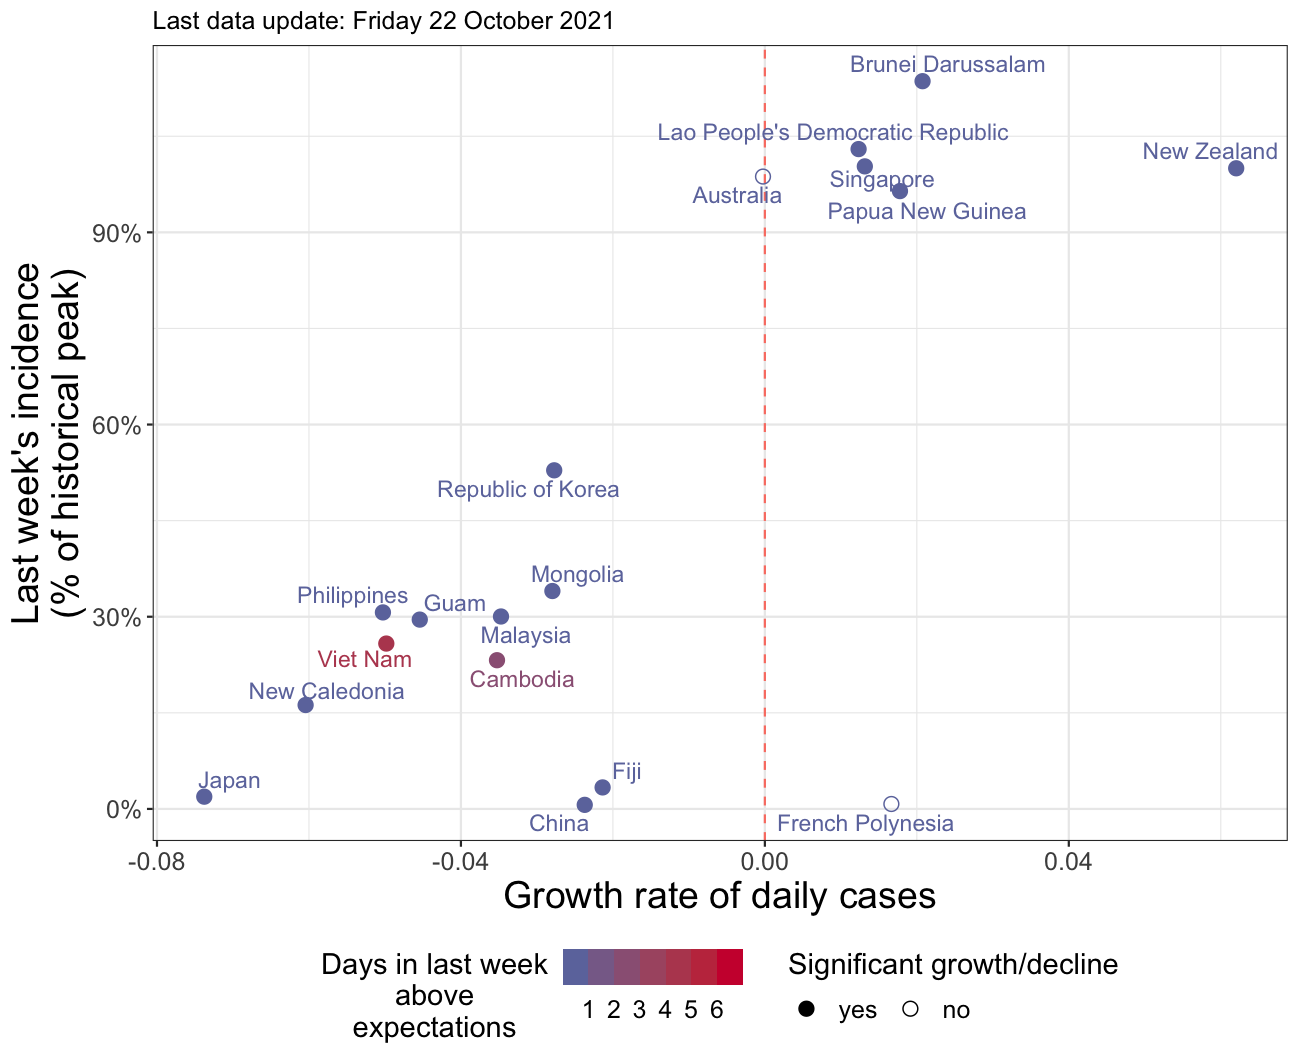 Last data update: Friday 22 October 2021
Brunei Darussalam
Lao People's Democratic Republic
New Zealand
Singapore
Australia
Papua New Guinea
90%
60%
30%
0%
Last week's incidence
(% of historical peak)
Republic of Korea
Mongolia
Philippines
Guam
Malaysia
Viet Nam
Cambodia
New Caledonia
Japan
Fiji
China
French Polynesia
-0.08 -0.04 0.00 0.04
Growth rate of daily cases
Days in last week
above
expectations
1 2 3 4 5 6
Significant growth/decline
yes no